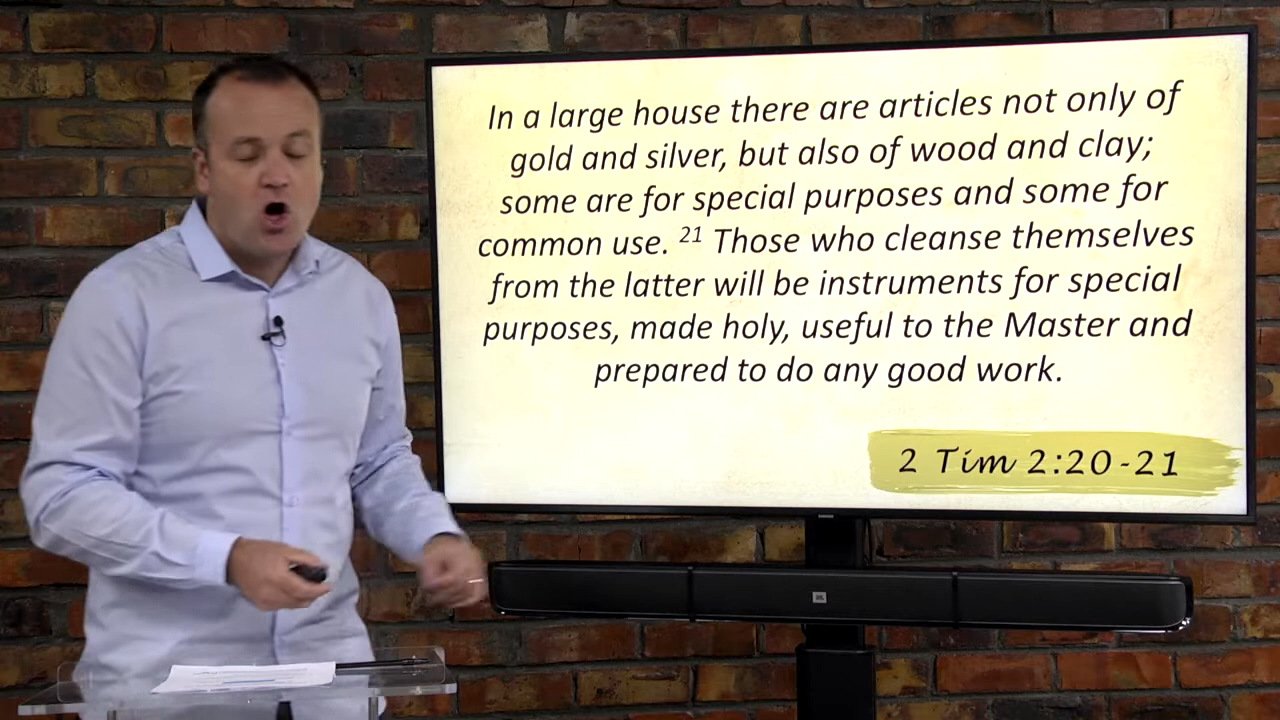 In a large house there are articles not only of
gold and silver, but also of wood and clay;
some are for special purposes and some for
common use. 21 Those who cleanse themselves
from the latter will be instruments for special
purposes, made holy, useful to the Master and
prepared to do any good work.
2 Tim 2:20-21
SAMSUNG
JBL